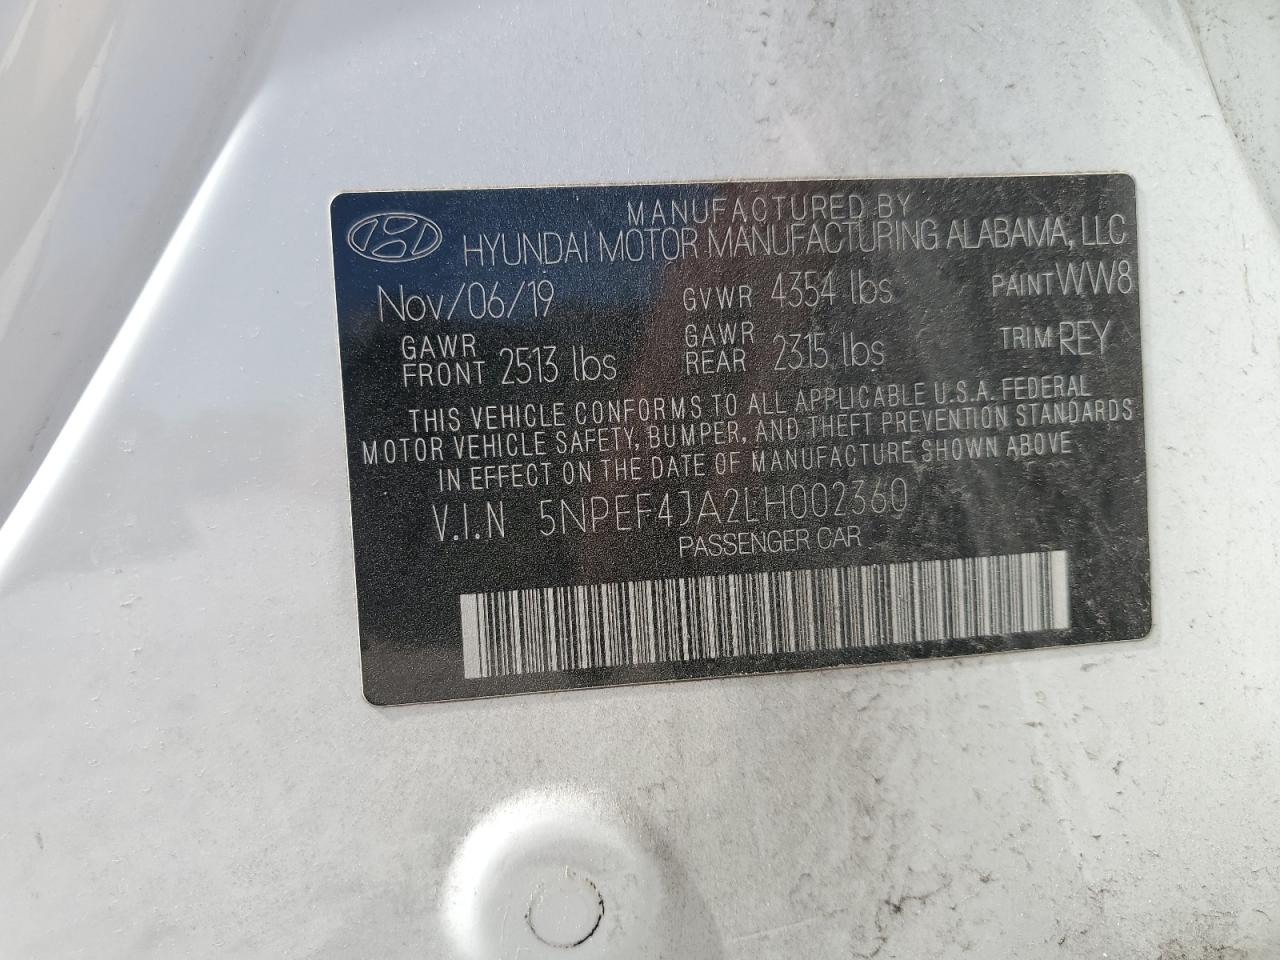 MANUFACTURED BY
HYUNDAI MOTOR MANUFACTURING ALABAMA, LLC
Nov/06/19 GVWR 4354 lbs PAINT WW8
GAWR FRONT 2513 lbs GAWR REAR 2315 lbs TRIM REY
THIS VEHICLE CONFORMS TO ALL APPLICABLE U.S.A. FEDERAL
MOTOR VEHICLE SAFETY, BUMPER, AND THEFT PREVENTION STANDARDS
IN EFFECT ON THE DATE OF MANUFACTURE SHOWN ABOVE
V.I.N 5NPEF4JA2LH002360
PASSENGER CAR